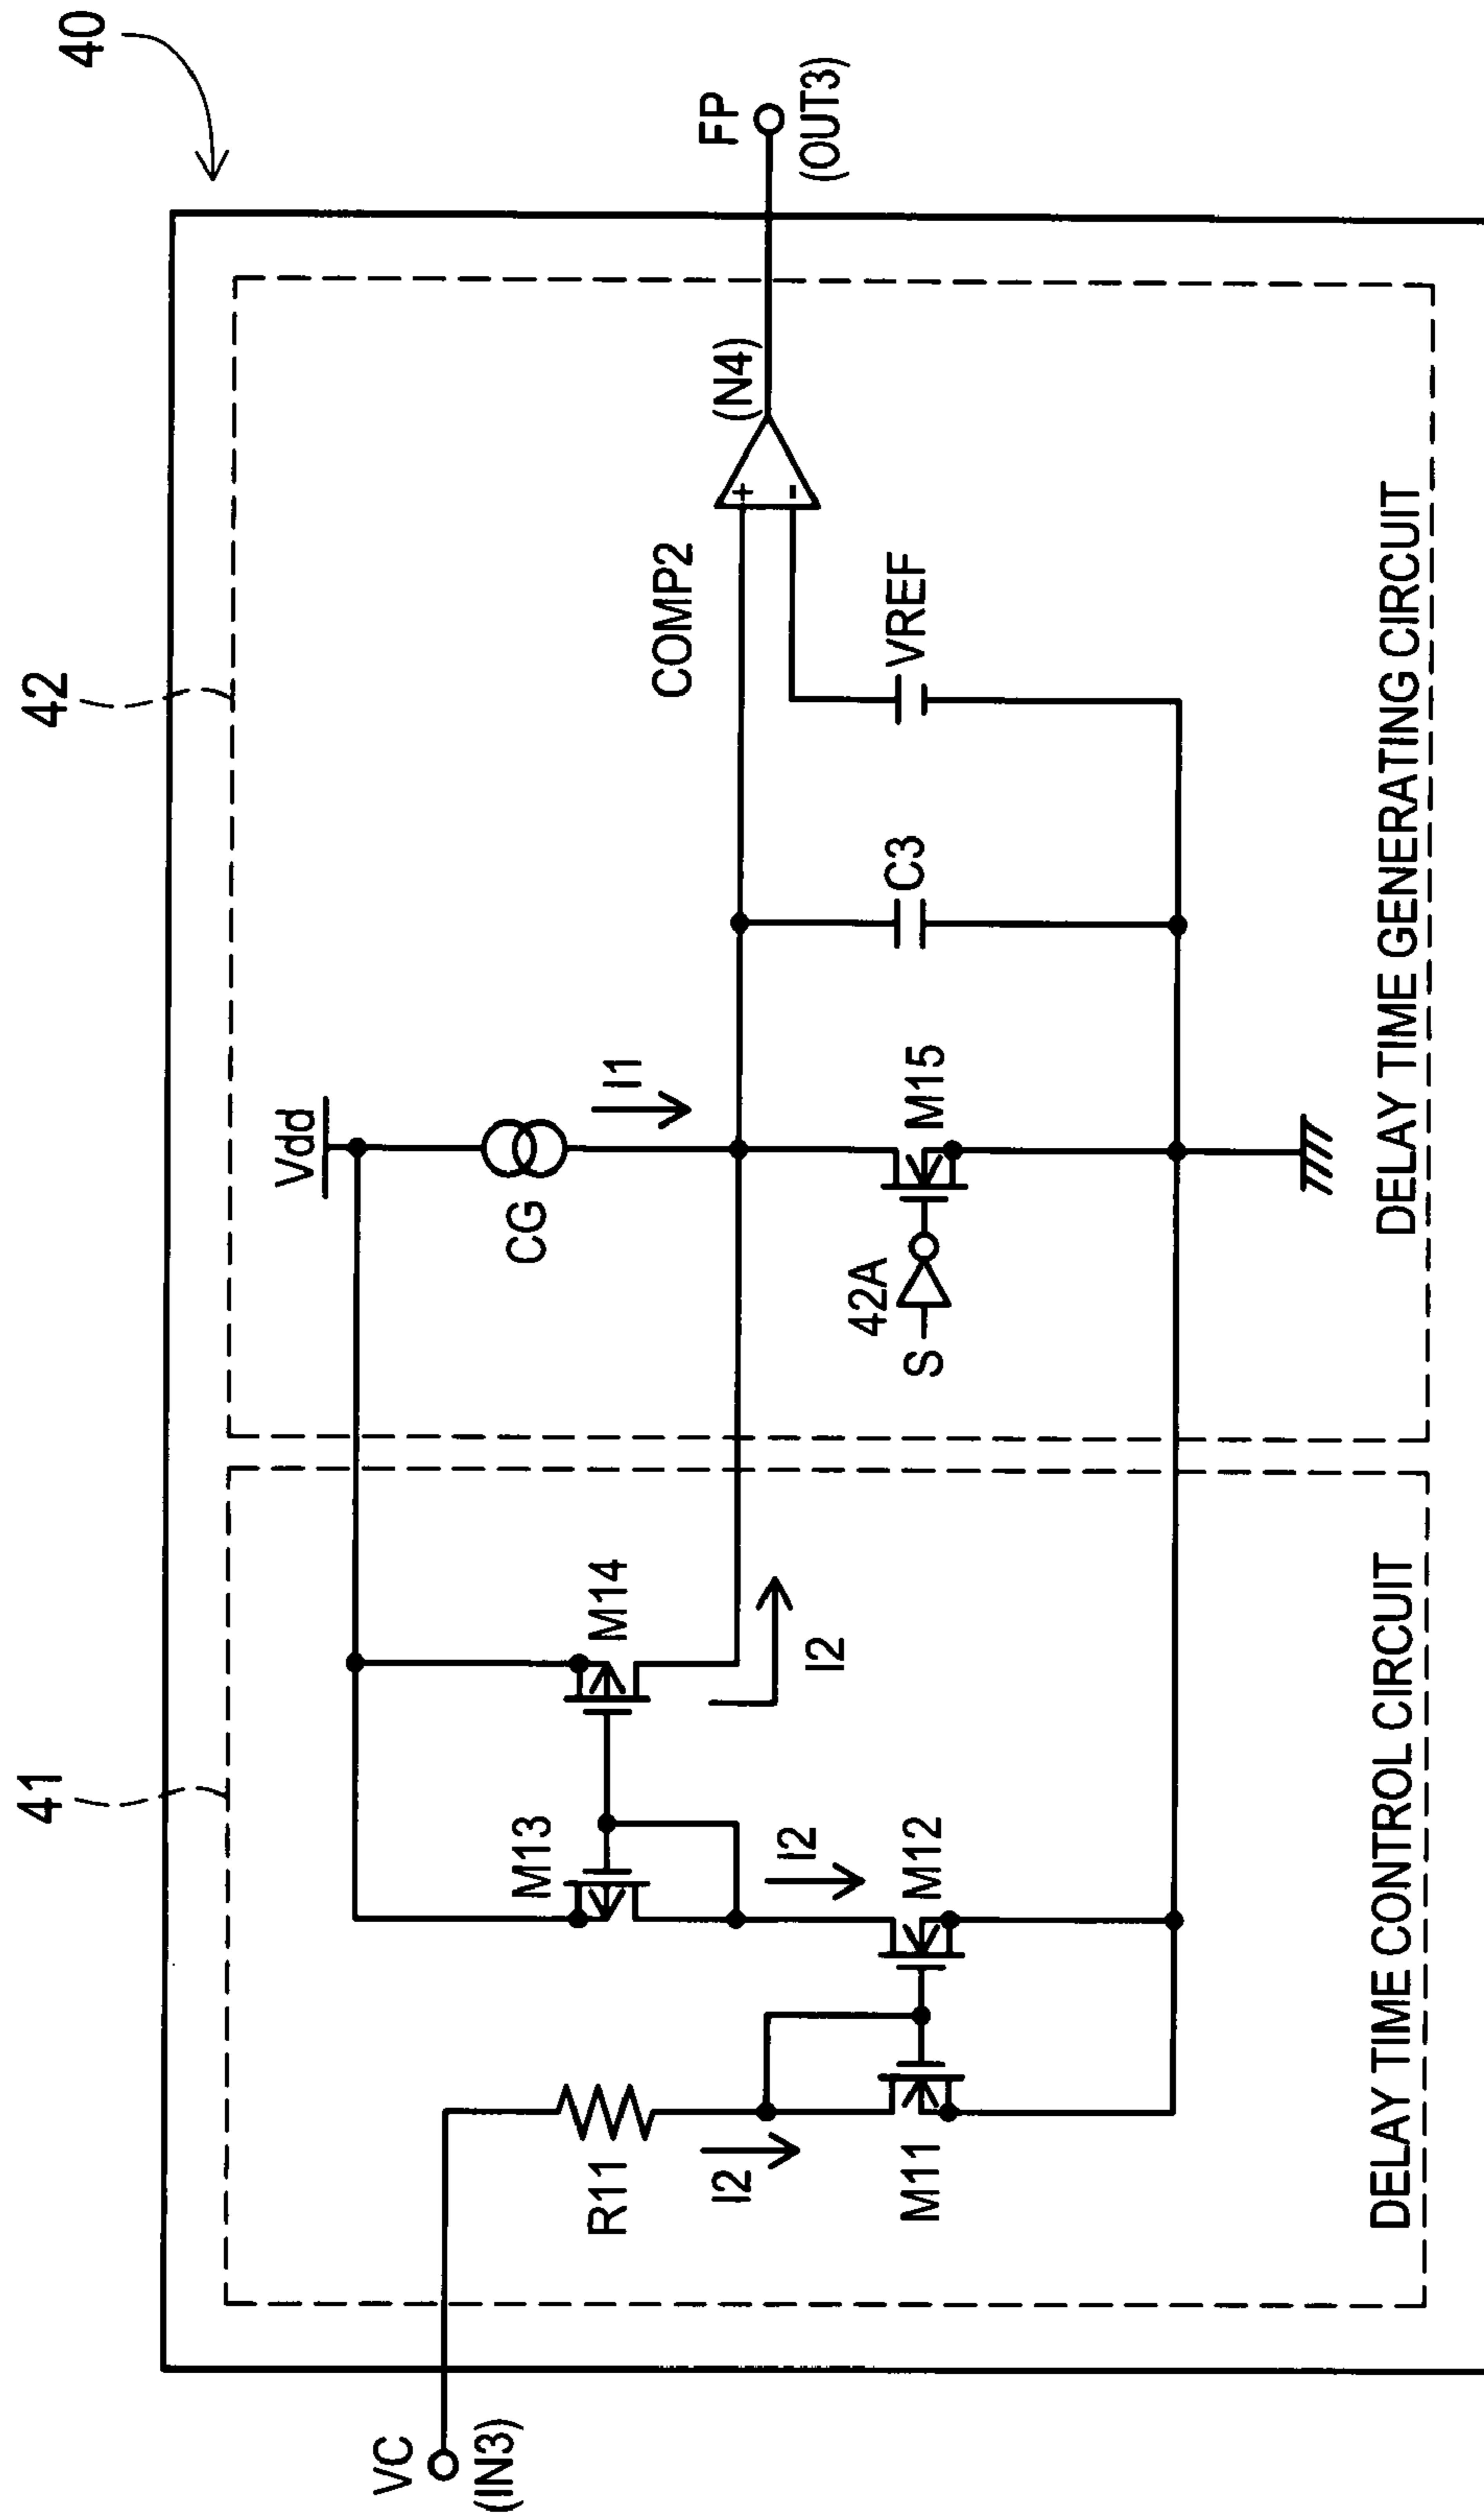 40
41
42
VC
(IN3)
R11
I2
M11
M12
I2
M13
M14
I2
DELAY TIME CONTROL CIRCUIT
Vdd
CG
I1
42A
S
M15
C3
VREF
COMP2
+
-
(N4)
DELAY TIME GENERATING CIRCUIT
FP
(OUT3)